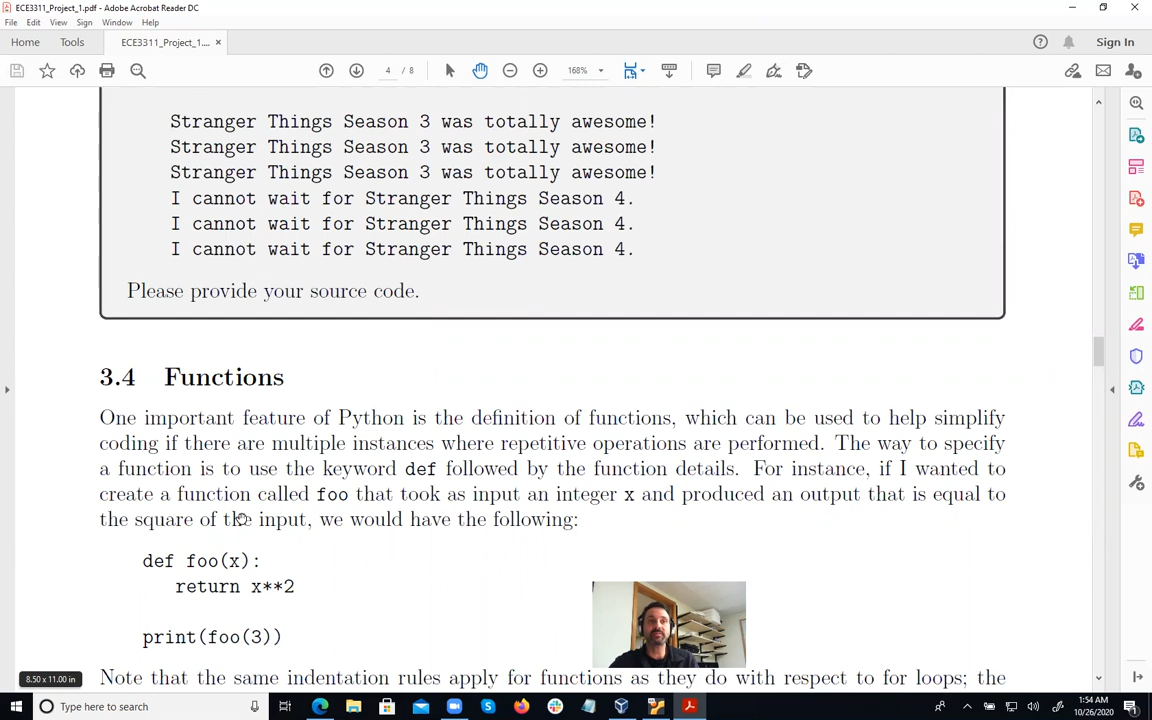 ECE3311_Project_1.pdf - Adobe Acrobat Reader DC
File Edit View Sign Window Help
Home Tools ECE3311_Project_1.... × Sign In
4 / 8 168%
Stranger Things Season 3 was totally awesome!
Stranger Things Season 3 was totally awesome!
Stranger Things Season 3 was totally awesome!
I cannot wait for Stranger Things Season 4.
I cannot wait for Stranger Things Season 4.
I cannot wait for Stranger Things Season 4.
Please provide your source code.
3.4 Functions
One important feature of Python is the definition of functions, which can be used to help simplify
coding if there are multiple instances where repetitive operations are performed. The way to specify
a function is to use the keyword def followed by the function details. For instance, if I wanted to
create a function called foo that took as input an integer x and produced an output that is equal to
the square of the input, we would have the following:
def foo(x):
return x**2
print(foo(3))
Note that the same indentation rules apply for functions as they do with respect to for loops; the
8.50 x 11.00 in
Type here to search
1:54 AM
10/26/2020